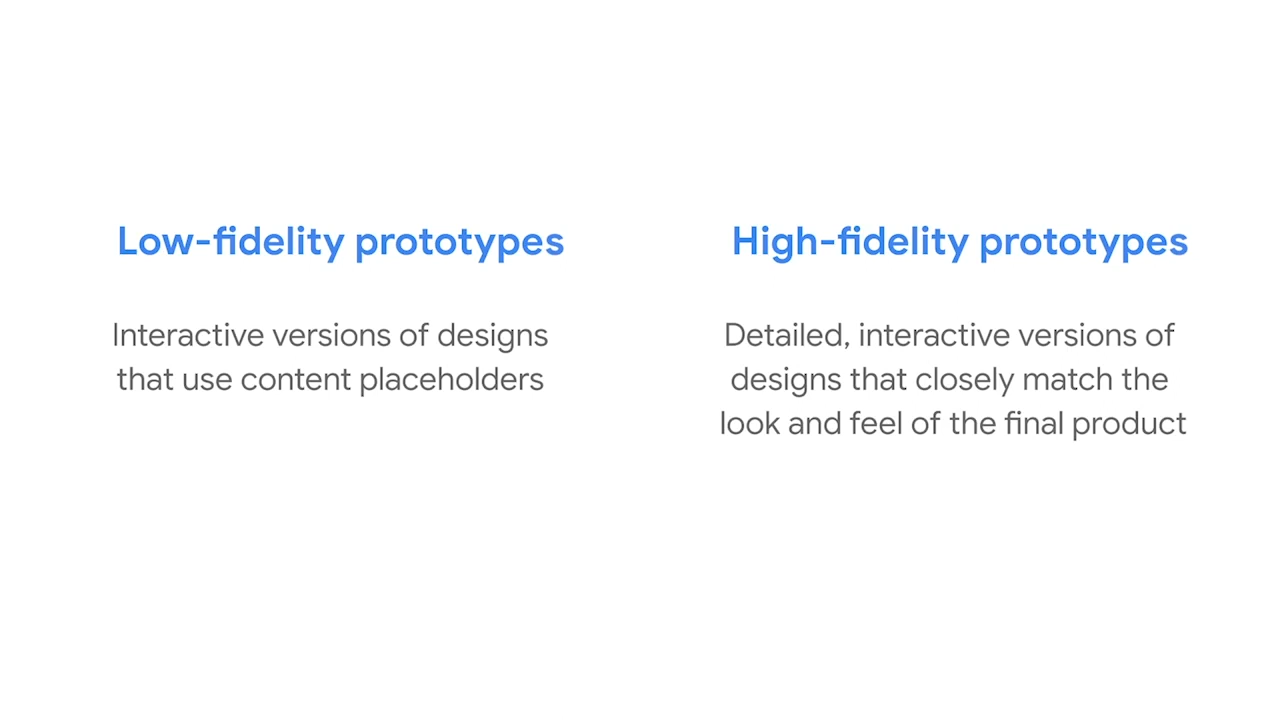 Low-fidelity prototypes
Interactive versions of designs
that use content placeholders
High-fidelity prototypes
Detailed, interactive versions of
designs that closely match the
look and feel of the final product